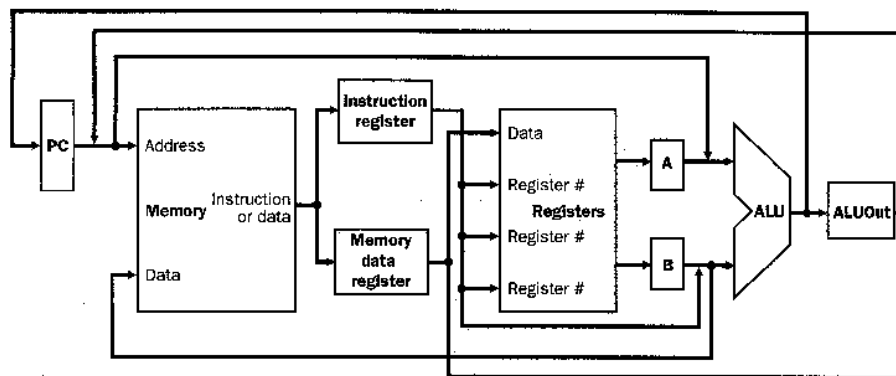 PC
Address
Memory
Instruction
or data
Data
Instruction
register
Memory
data
register
Data
Register #
Registers
Register #
Register #
A
B
ALU
ALUOut